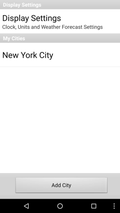 Display Settings
Display Settings
Clock, Units and Weather Forecast Settings
My Cities
New York City
Add City